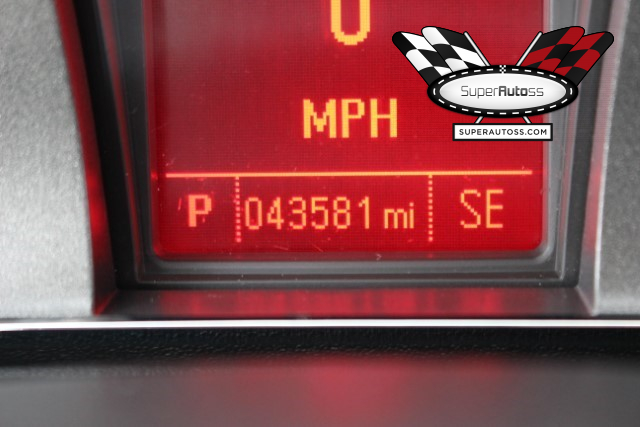 0
SuperAutoss
SUPERAUTOSS.COM
MPH
P 043581 mi SE